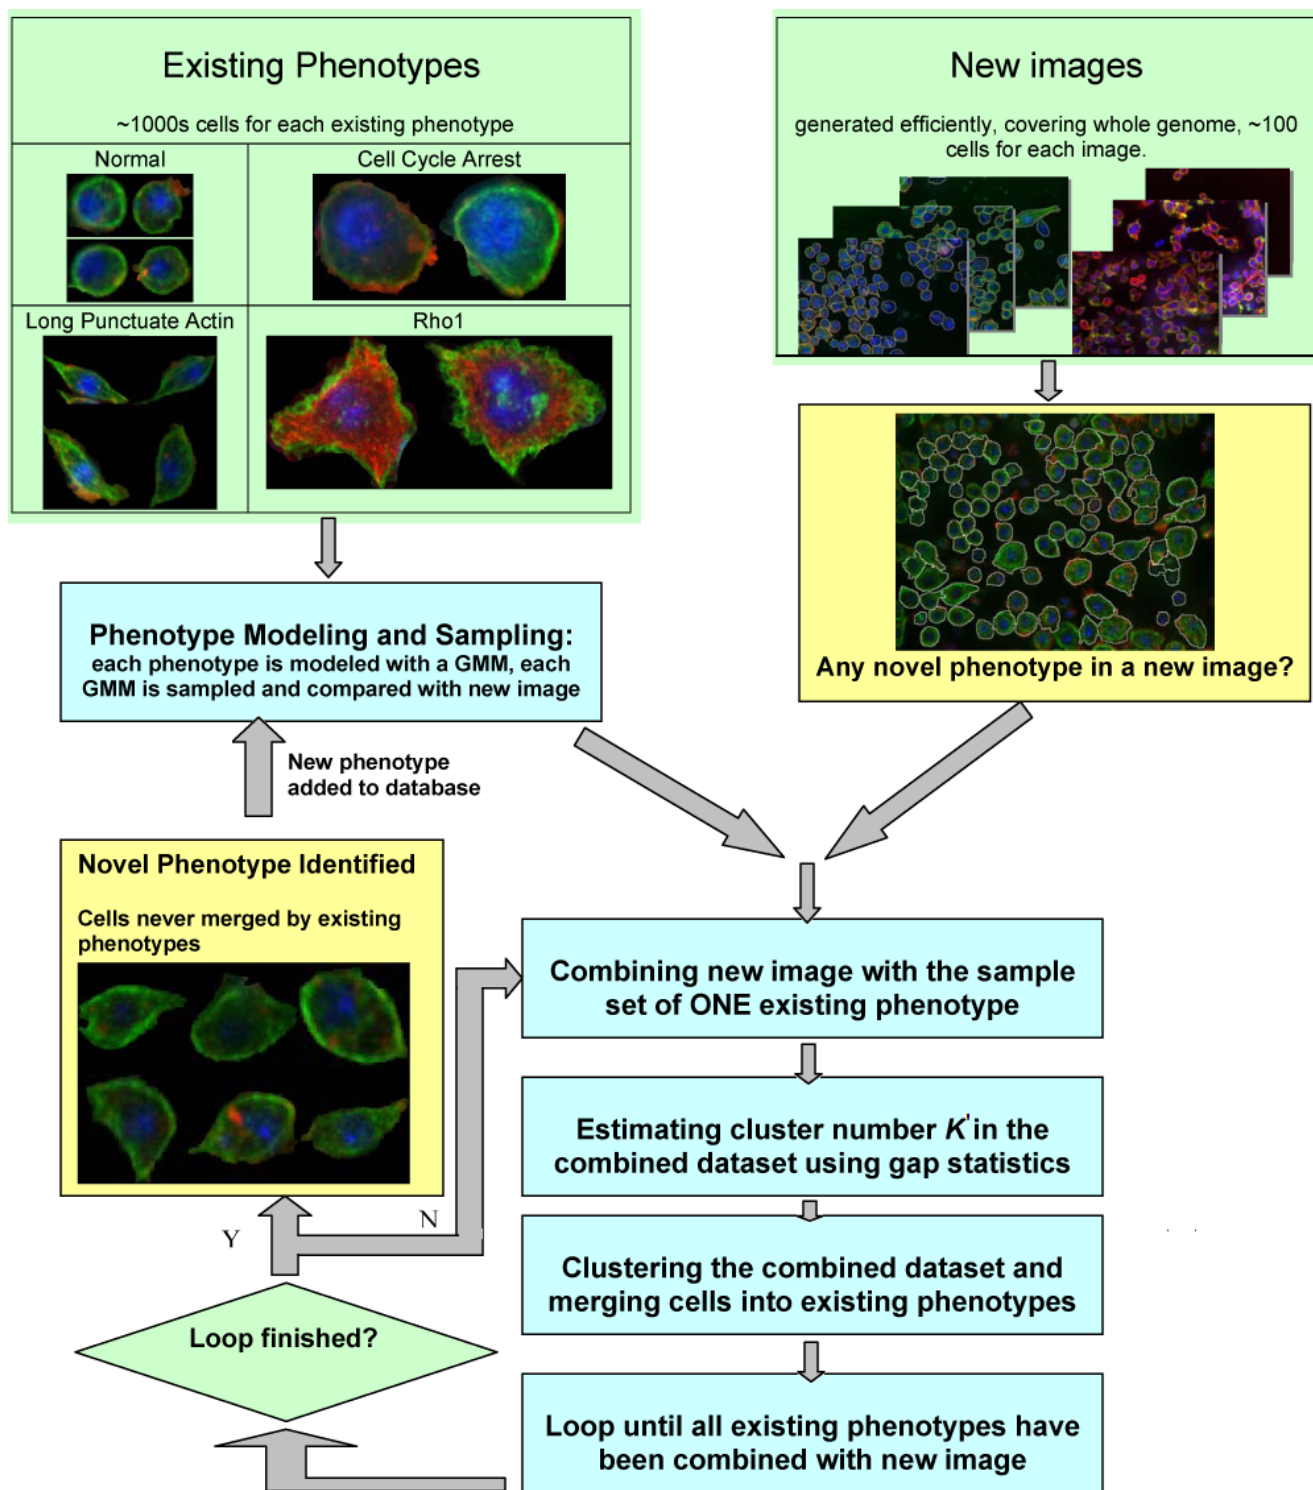 Existing Phenotypes
~1000s cells for each existing phenotype
Normal
Cell Cycle Arrest
Long Punctuate Actin
Rho1
New images
generated efficiently, covering whole genome, ~100
cells for each image.
Any novel phenotype in a new image?
Phenotype Modeling and Sampling:
each phenotype is modeled with a GMM, each
GMM is sampled and compared with new image
New phenotype
added to database
Novel Phenotype Identified
Cells never merged by existing
phenotypes
Combining new image with the sample
set of ONE existing phenotype
Estimating cluster number K' in the
combined dataset using gap statistics
Clustering the combined dataset and
merging cells into existing phenotypes
Loop until all existing phenotypes have
been combined with new image
Loop finished?
Y
N